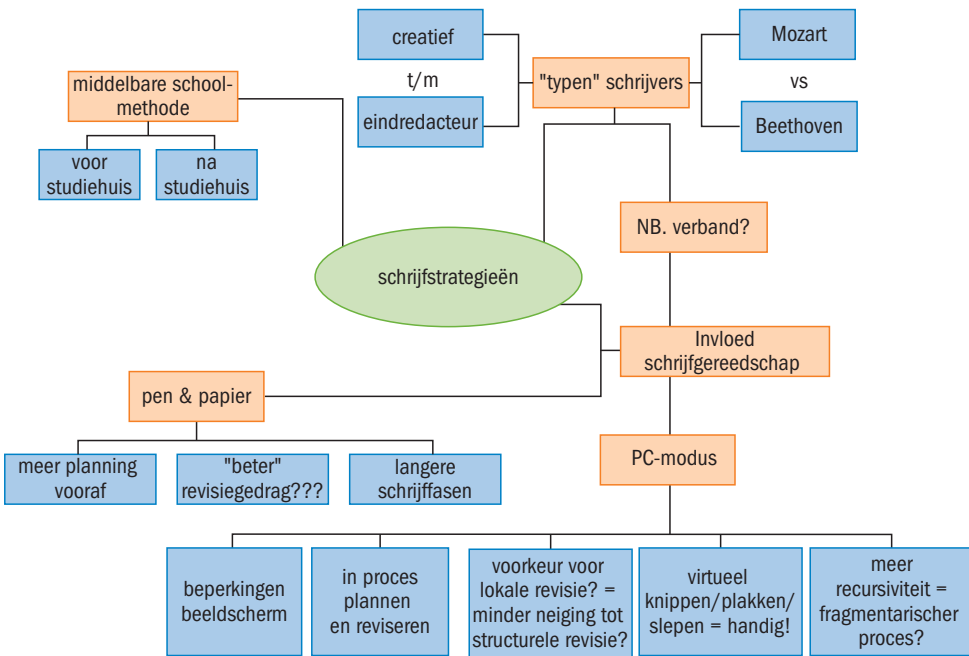 creatief
t/m
eindredacteur
"typen" schrijvers
Mozart
vs
Beethoven
middelbare school-
methode
voor
studiehuis
na
studiehuis
NB. verband?
schrijfstrategieën
Invloed
schrijfgereedschap
pen & papier
meer planning
vooraf
"beter"
revisiegedrag???
langere
schrijffasen
PC-modus
beperkingen
beeldscherm
in proces
plannen
en reviseren
voorkeur voor
lokale revisie? =
minder neiging tot
structurele revisie?
virtueel
knippen/plakken/
slepen = handig!
meer
recursiviteit =
fragmentarischer
proces?